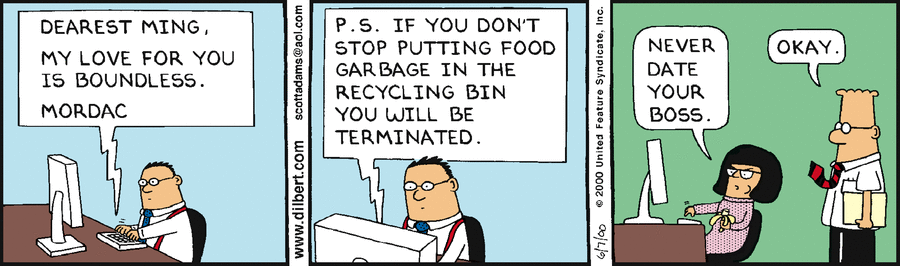 DEAREST MING,
MY LOVE FOR YOU
IS BOUNDLESS.
MORDAC
www.dilbert.com scottadams@aol.com
P.S. IF YOU DON'T
STOP PUTTING FOOD
GARBAGE IN THE
RECYCLING BIN
YOU WILL BE
TERMINATED.
6/7/00 © 2000 United Feature Syndicate, Inc.
NEVER
DATE
YOUR
BOSS.
OKAY.